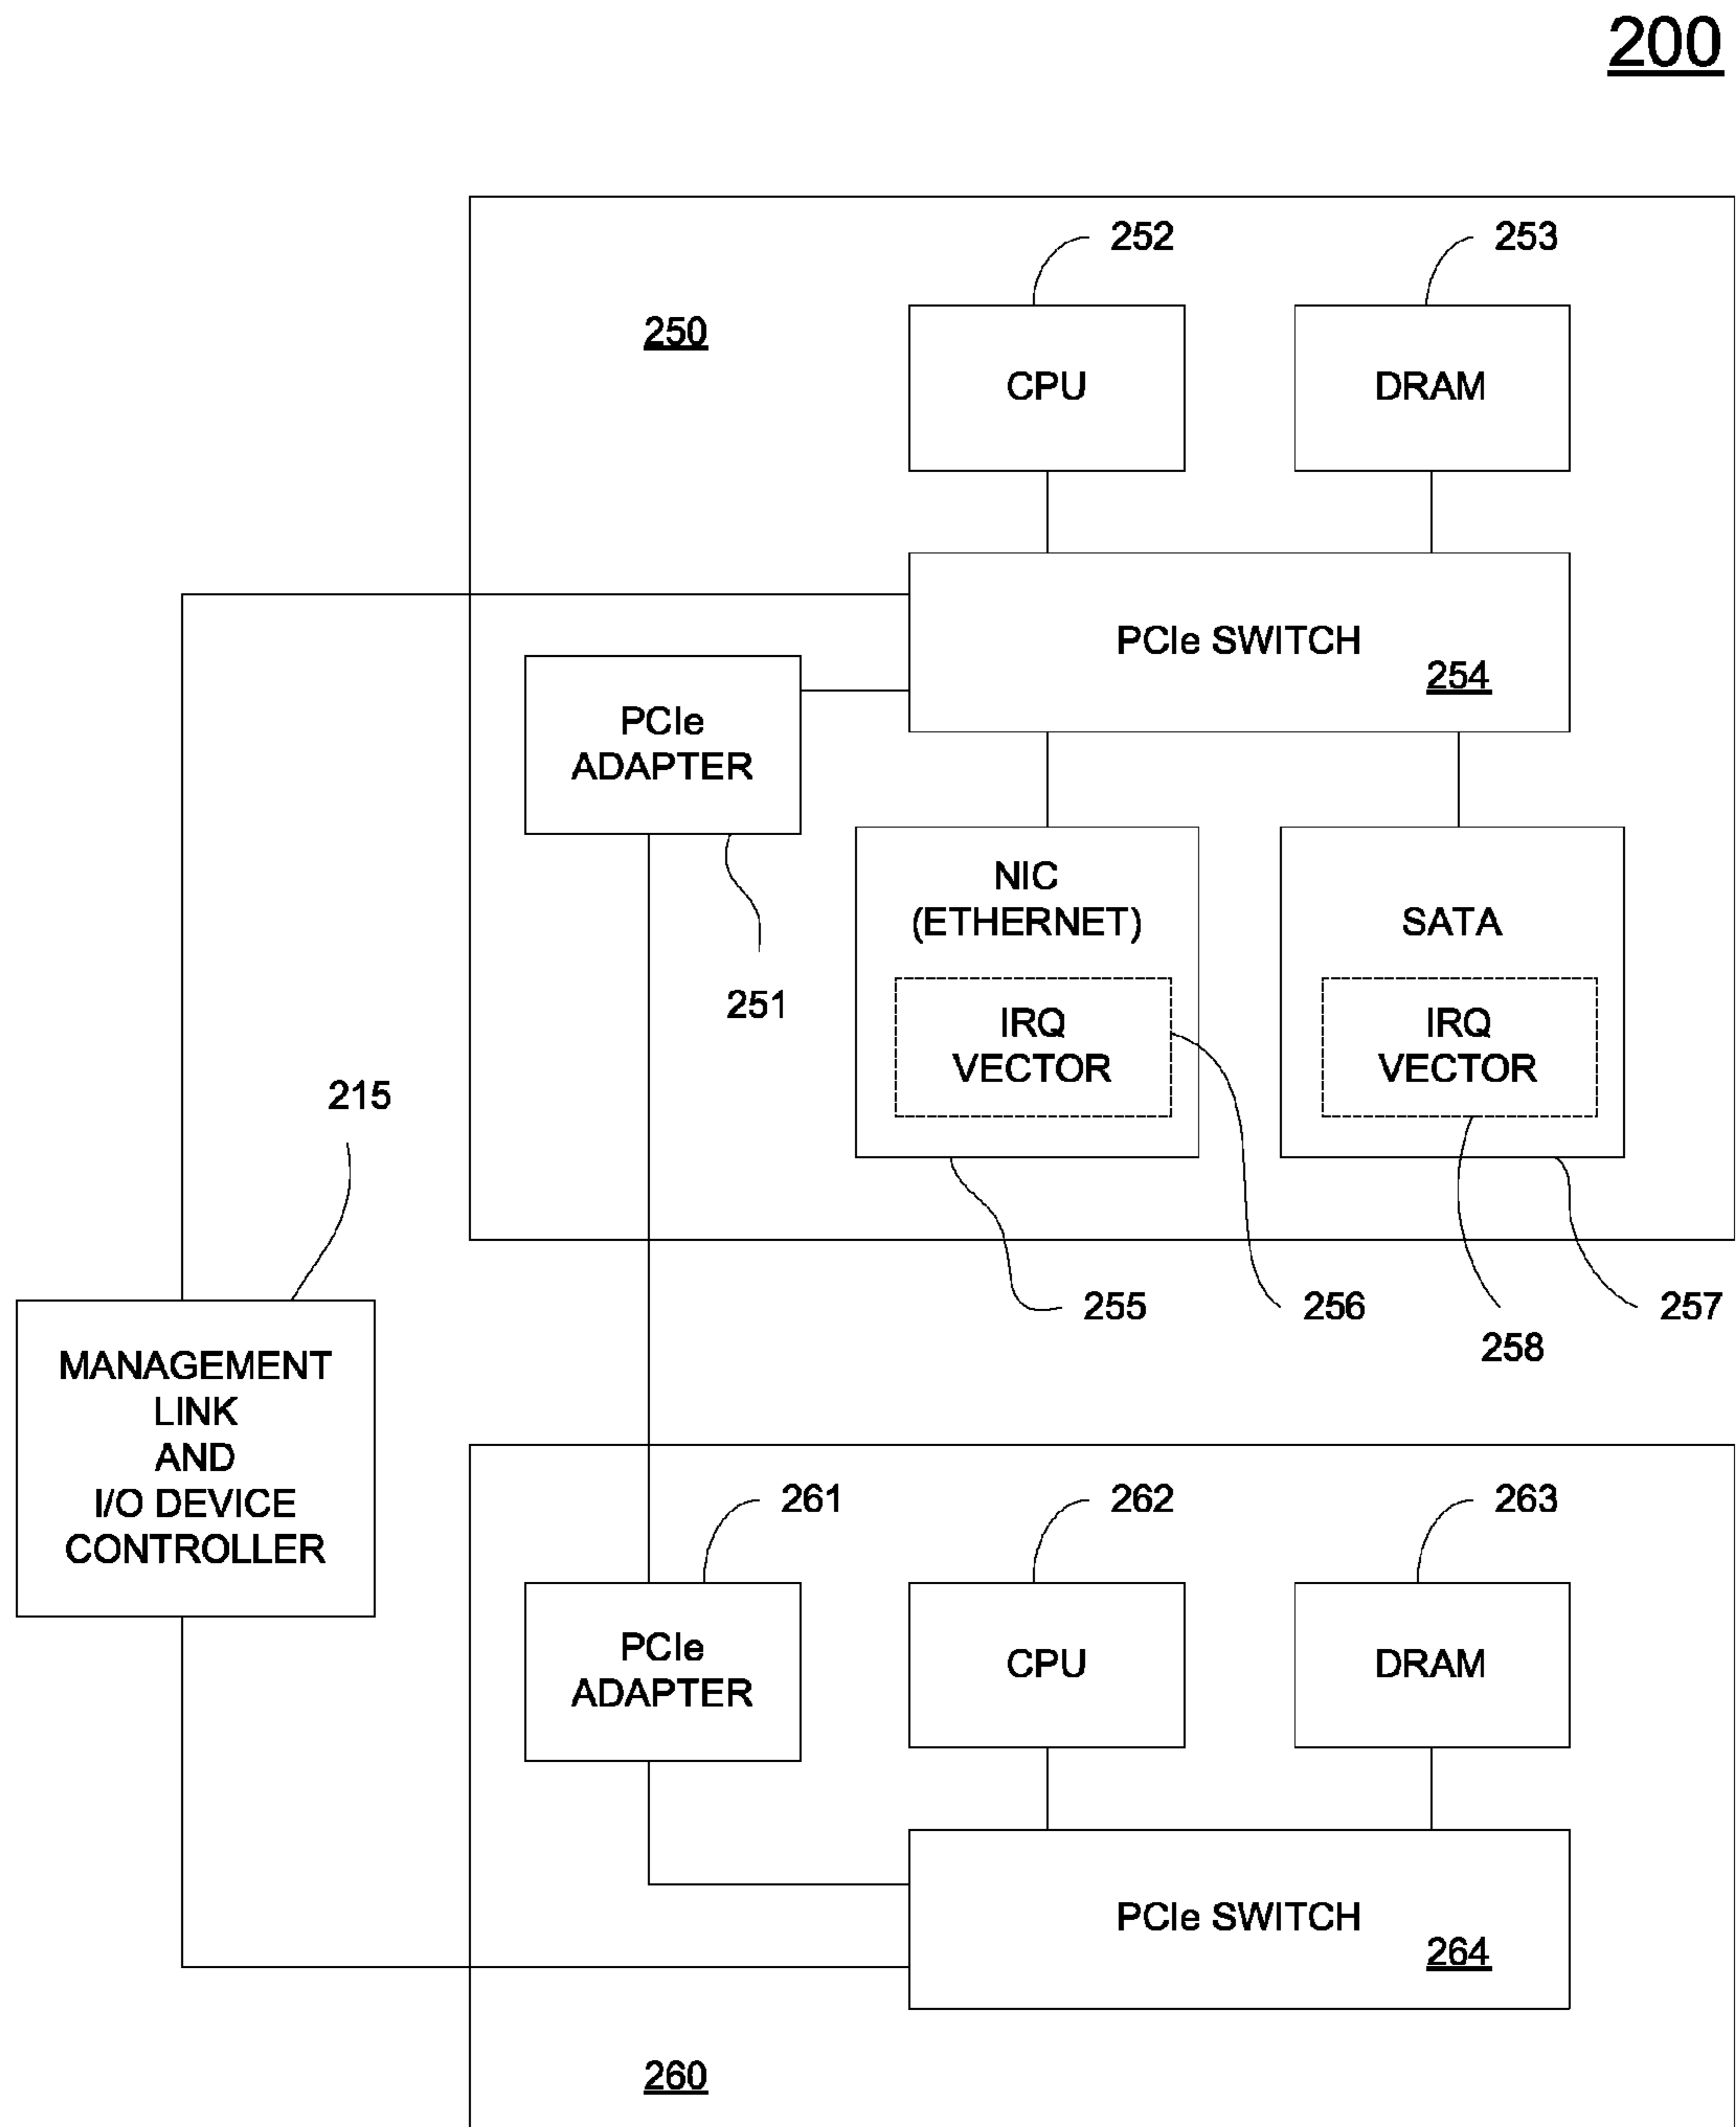 200
252
253
250
CPU
DRAM
PCIe SWITCH
254
PCIe
ADAPTER
251
NIC
(ETHERNET)
IRQ
VECTOR
SATA
IRQ
VECTOR
215
255
256
257
258
MANAGEMENT
LINK
AND
I/O DEVICE
CONTROLLER
261
262
263
PCIe
ADAPTER
CPU
DRAM
PCIe SWITCH
264
260